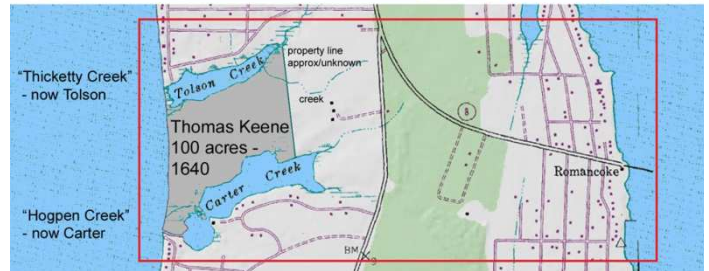 "Thicketty Creek"
- now Tolson
"Hogpen Creek"
- now Carter
Tolson Creek
property line
approx/unknown
creek
Thomas Keene
100 acres -
1640
Carter Creek
8
Romancoke
BM